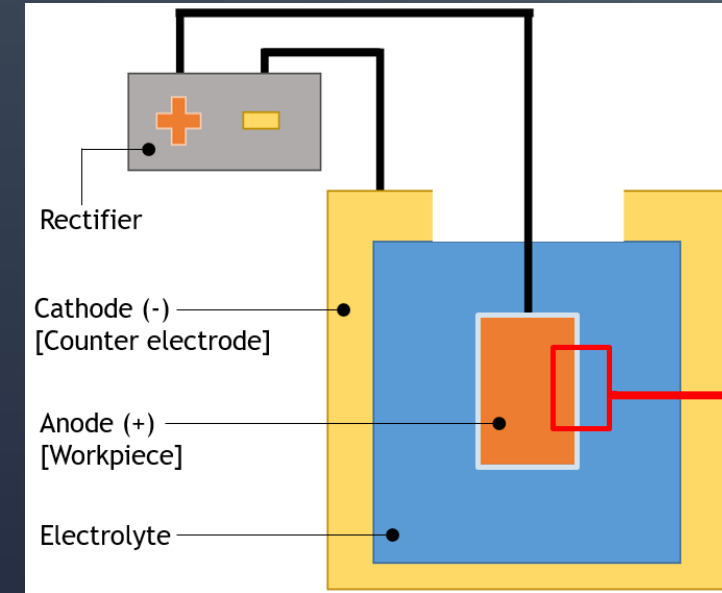 Rectifier
Cathode (-)
[Counter electrode]
Anode (+)
[Workpiece]
Electrolyte